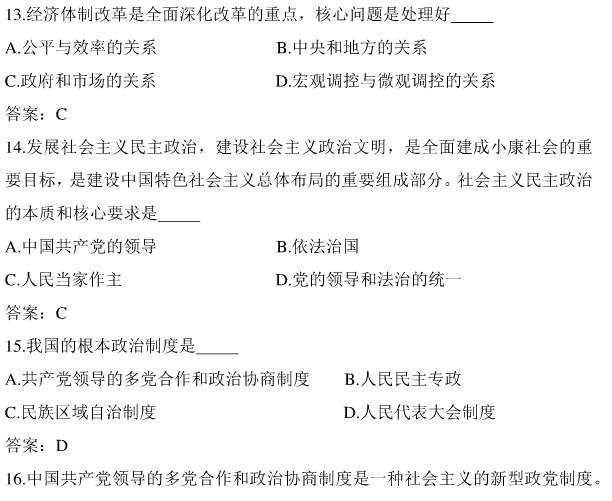 13.经济体制改革是全面深化改革的重点，核心问题是处理好_____
A.公平与效率的关系 B.中央和地方的关系
C.政府和市场的关系 D.宏观调控与微观调控的关系
答案：C
14.发展社会主义民主政治，建设社会主义政治文明，是全面建成小康社会的重
要目标，是建设中国特色社会主义总体布局的重要组成部分。社会主义民主政治
的本质和核心要求是_____
A.中国共产党的领导 B.依法治国
C.人民当家作主 D.党的领导和法治的统一
答案：C
15.我国的根本政治制度是_____
A.共产党领导的多党合作和政治协商制度 B.人民民主专政
C.民族区域自治制度 D.人民代表大会制度
答案：D
16.中国共产党领导的多党合作和政治协商制度是一种社会主义的新型政党制度。